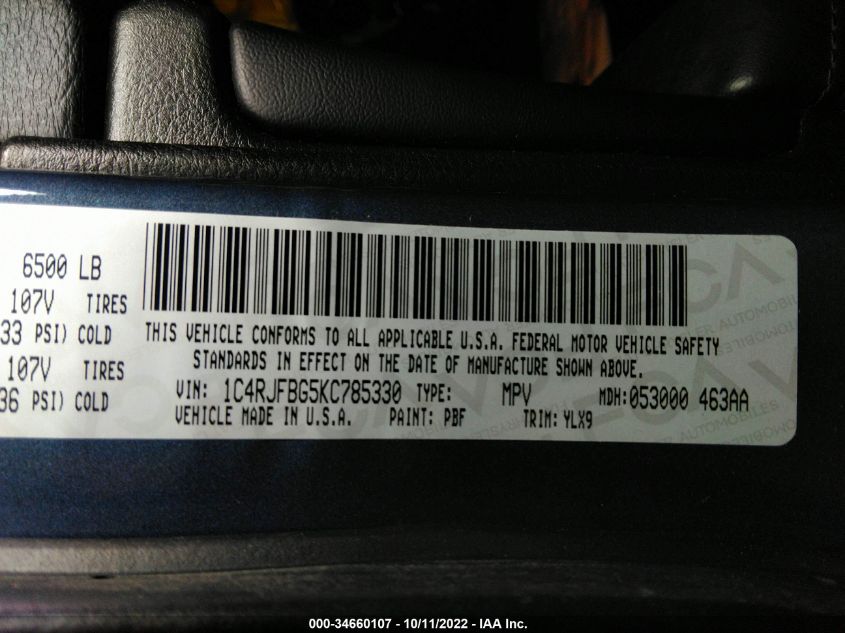 6500 LB
107V TIRES
33 PSI) COLD
107V TIRES
36 PSI) COLD
THIS VEHICLE CONFORMS TO ALL APPLICABLE U.S.A. FEDERAL MOTOR VEHICLE SAFETY
STANDARDS IN EFFECT ON THE DATE OF MANUFACTURE SHOWN ABOVE.
VIN: 1C4RJFBG5KC785330 TYPE: MPV MDH:053000 463AA
VEHICLE MADE IN U.S.A. PAINT: PBF TRIM: YLX9
000-34660107 - 10/11/2022 - IAA Inc.